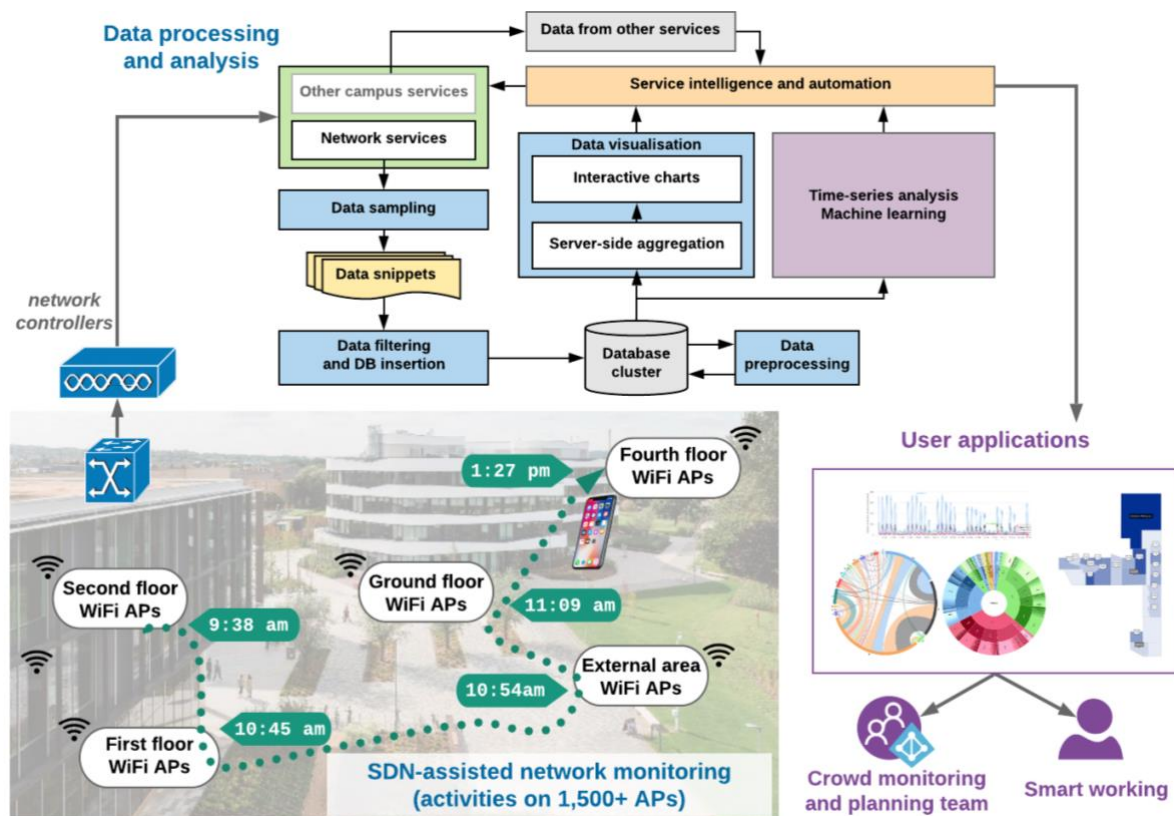 Data processing
and analysis
Data from other services
Other campus services
Network services
Service intelligence and automation
Data sampling
Data snippets
Data filtering
and DB insertion
Data visualisation
Interactive charts
Server-side aggregation
Time-series analysis
Machine learning
Database
cluster
Data
preprocessing
network
controllers
Fourth floor
WiFi APs
1:27 pm
Second floor
WiFi APs
9:38 am
Ground floor
WiFi APs
11:09 am
External area
WiFi APs
10:54am
10:45 am
First floor
WiFi APs
SDN-assisted network monitoring
(activities on 1,500+ APs)
User applications
Crowd monitoring
and planning team
Smart working